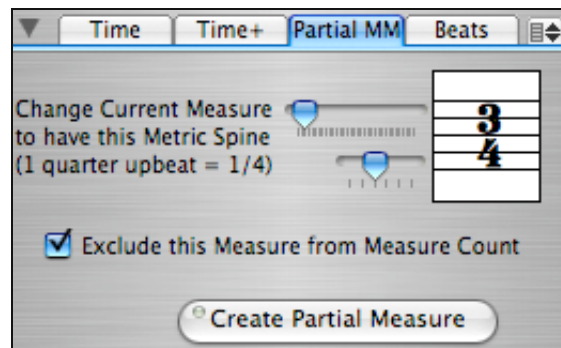 Time Time+ Partial MM Beats
Change Current Measure
to have this Metric Spine
(1 quarter upbeat = 1/4)
3
4
Exclude this Measure from Measure Count
Create Partial Measure